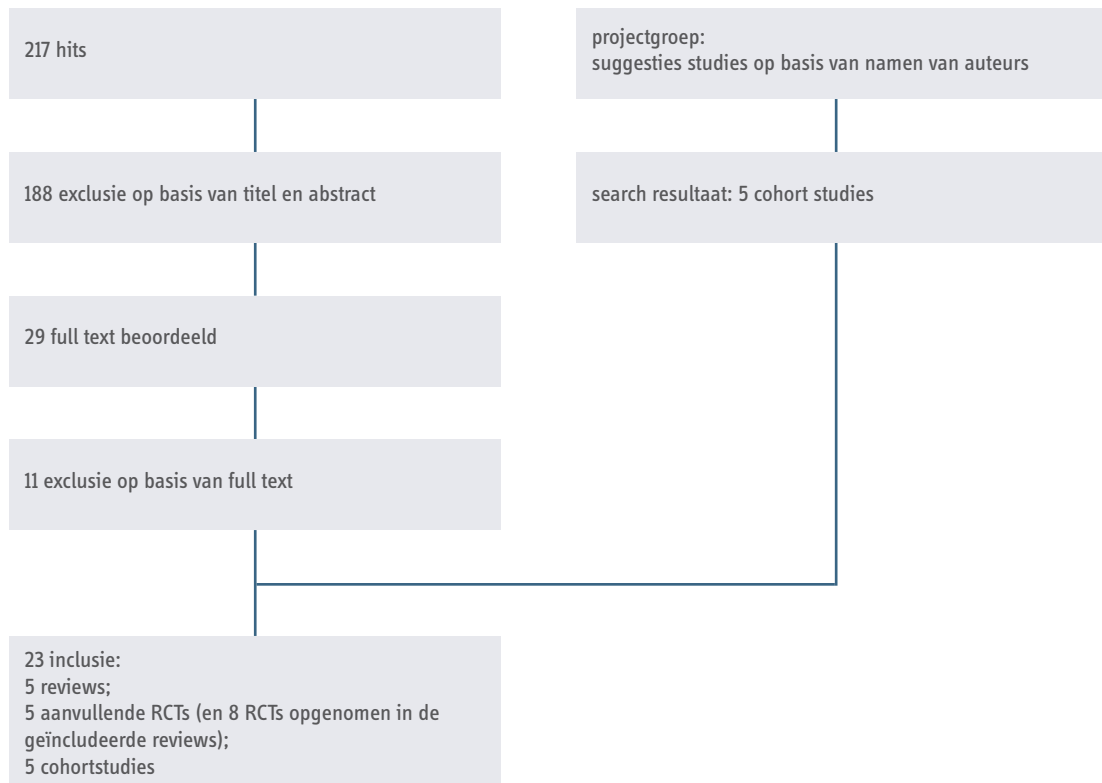 217 hits
projectgroep:
suggesties studies op basis van namen van auteurs
188 exclusie op basis van titel en abstract
search resultaat: 5 cohort studies
29 full text beoordeeld
11 exclusie op basis van full text
23 inclusie:
5 reviews;
5 aanvullende RCTs (en 8 RCTs opgenomen in de
geïncludeerde reviews);
5 cohortstudies